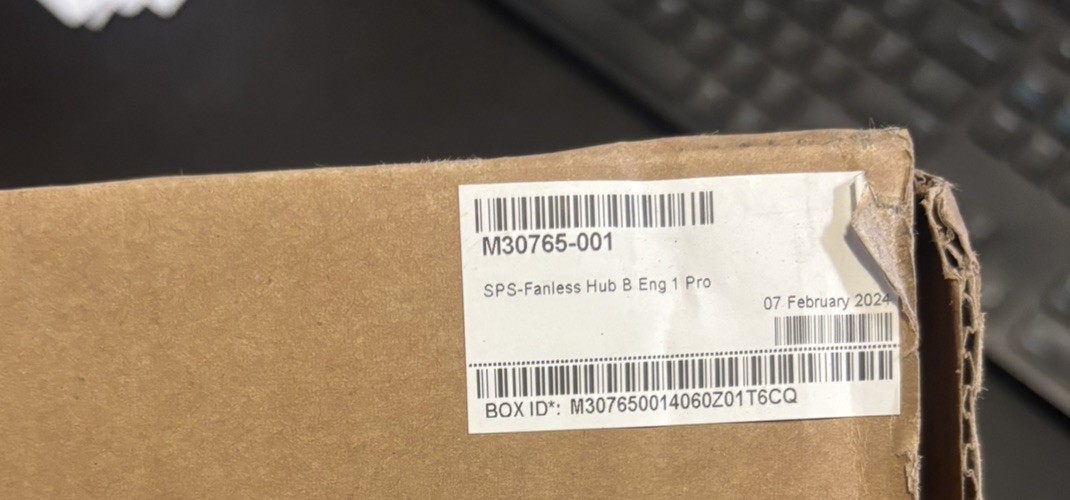 M30765-001
SPS-Fanless Hub B Eng 1 Pro
07 February 2024
BOX ID*: M307650014060Z01T6CQ